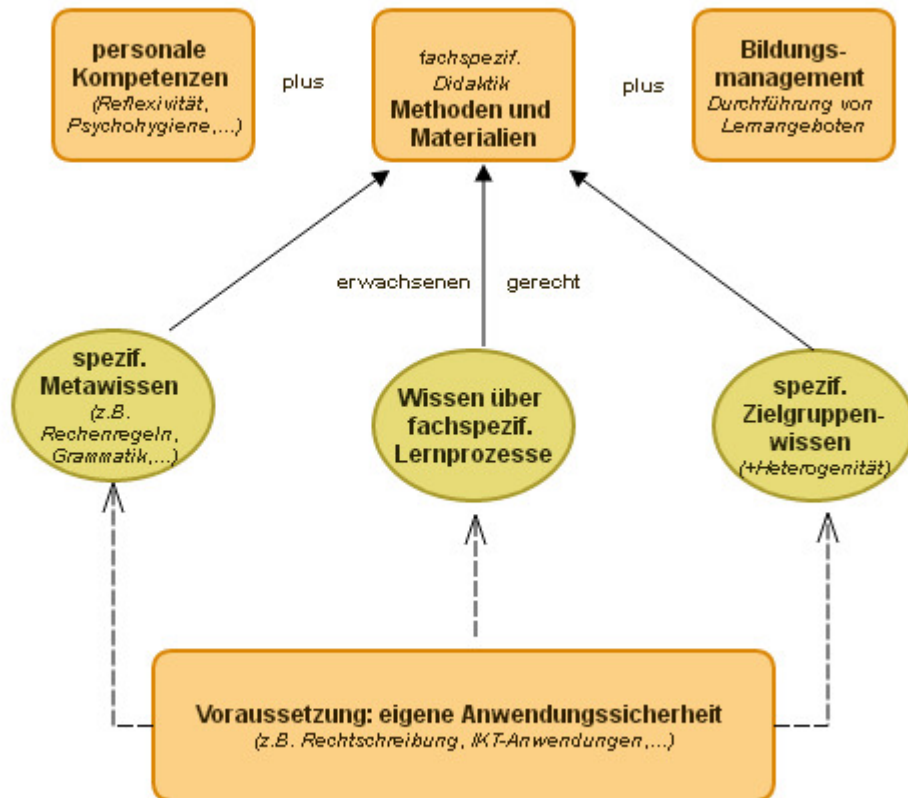 personale
Kompetenzen
(Reflexivität,
Psychohygiene,...)
plus
fachspezif.
Didaktik
Methoden und
Materialien
plus
Bildungs-
management
Durchführung von
Lernangeboten
erwachsenen gerecht
spezif.
Metawissen
(z.B.
Rechenregeln,
Grammatik,...)
Wissen über
fachspezif.
Lernprozesse
spezif.
Zielgruppen-
wissen
(+Heterogenität)
Voraussetzung: eigene Anwendungssicherheit
(z.B. Rechtschreibung, IKT-Anwendungen,...)